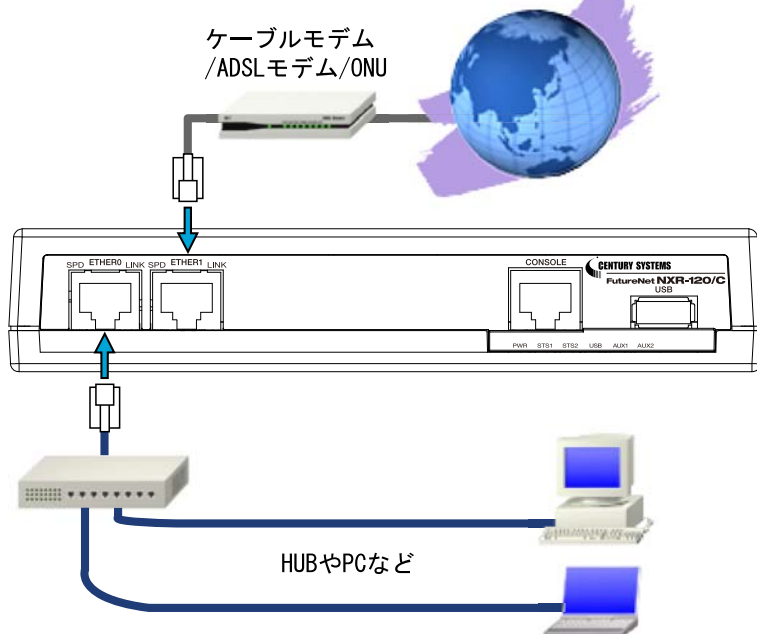 ケーブルモデム
/ADSLモデム/ONU
SPD ETHER0 LINK SPD ETHER1 LINK
CONSOLE
CENTURY SYSTEMS
FutureNet NXR-120/C
USB
PWR STS1 STS2 USB AUX1 AUX2
HUBやPCなど